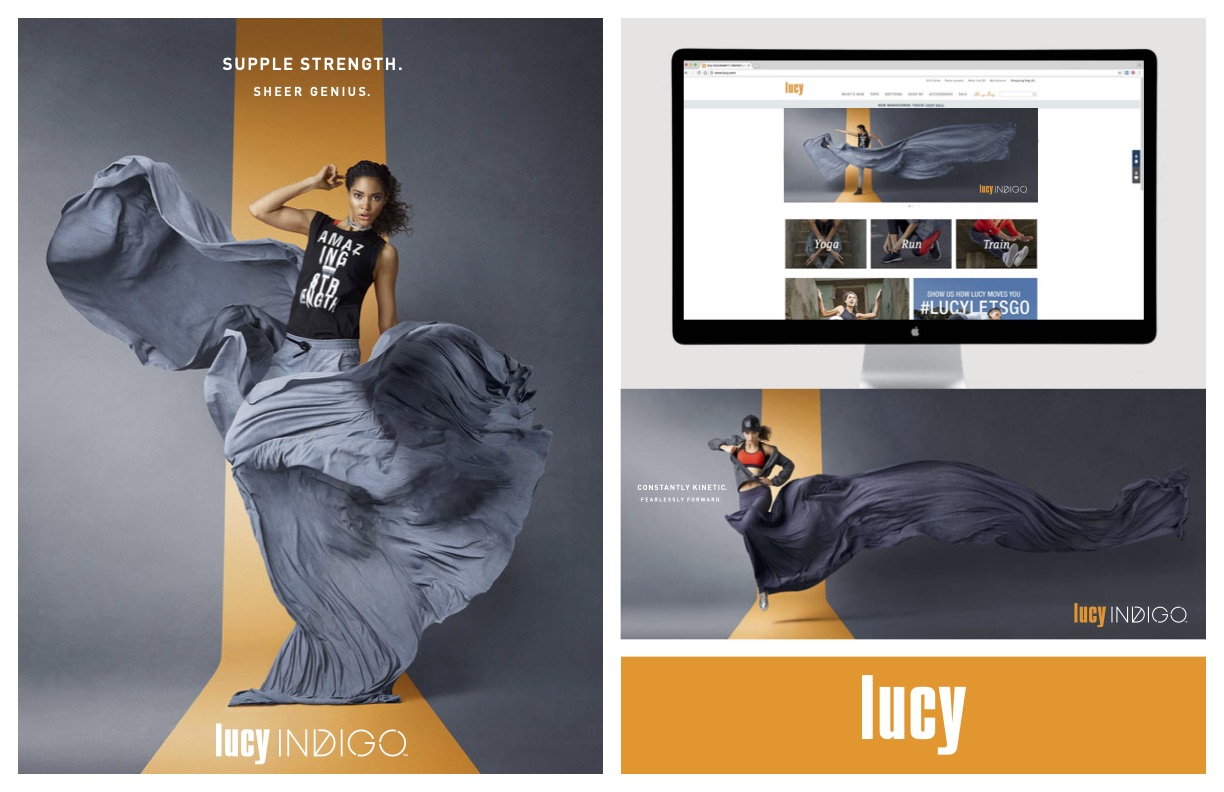 SUPPLE STRENGTH.
SHEER GENIUS.
AMAZ
ING
STR
ENGTH.
lucy INDIGO™
lucy
WHAT'S NEW TOPS BOTTOMS SHOP BY ACCESSORIES SALE
lucy INDIGO
Yoga
Run
Train
SHOW US HOW LUCY MOVES YOU
#LUCYLETSGO
CONSTANTLY KINETIC.
FEARLESSLY FORWARD.
lucy INDIGO
lucy